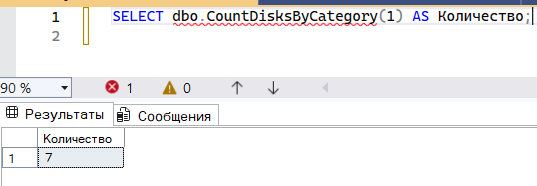 1 SELECT dbo.CountDisksByCategory(1) AS Количество;
2
90 % 1 0
Результаты Сообщения
Количество
1 7